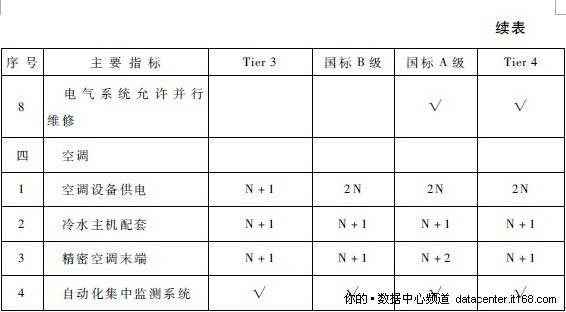 续表
序号 主要指标 Tier 3 国标 B 级 国标 A 级 Tier 4
8 电气系统允许并行维修 √ √
四 空调
1 空调设备供电 N+1 2N 2N 2N
2 冷水主机配套 N+1 N+1 N+1 N+1
3 精密空调末端 N+1 N+1 N+2 N+1
4 自动化集中监测系统 √ √ √ √
你的·数据中心频道 datacenter.it168.com